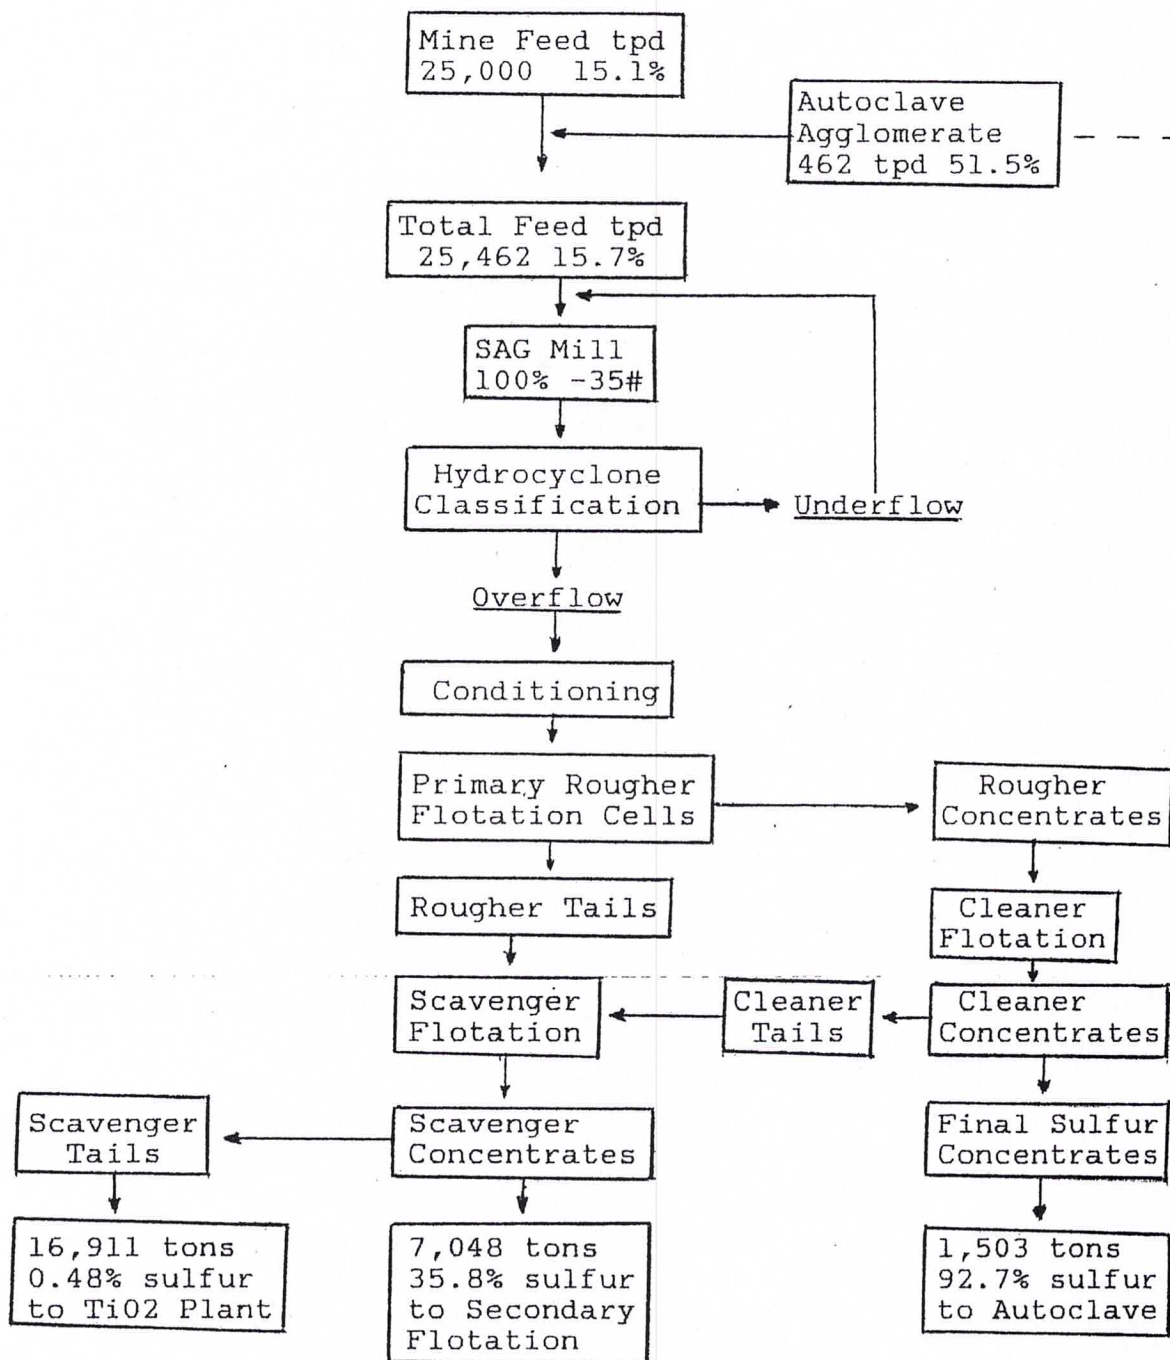 Mine Feed tpd
25,000 15.1%
Autoclave
Agglomerate
462 tpd 51.5%
Total Feed tpd
25,462 15.7%
SAG Mill
100% -35#
Hydrocyclone
Classification
Underflow
Overflow
Conditioning
Primary Rougher
Flotation Cells
Rougher
Concentrates
Rougher Tails
Cleaner
Flotation
Scavenger
Flotation
Cleaner
Tails
Cleaner
Concentrates
Scavenger
Tails
Scavenger
Concentrates
Final Sulfur
Concentrates
16,911 tons
0.48% sulfur
to TiO2 Plant
7,048 tons
35.8% sulfur
to Secondary
Flotation
1,503 tons
92.7% sulfur
to Autoclave